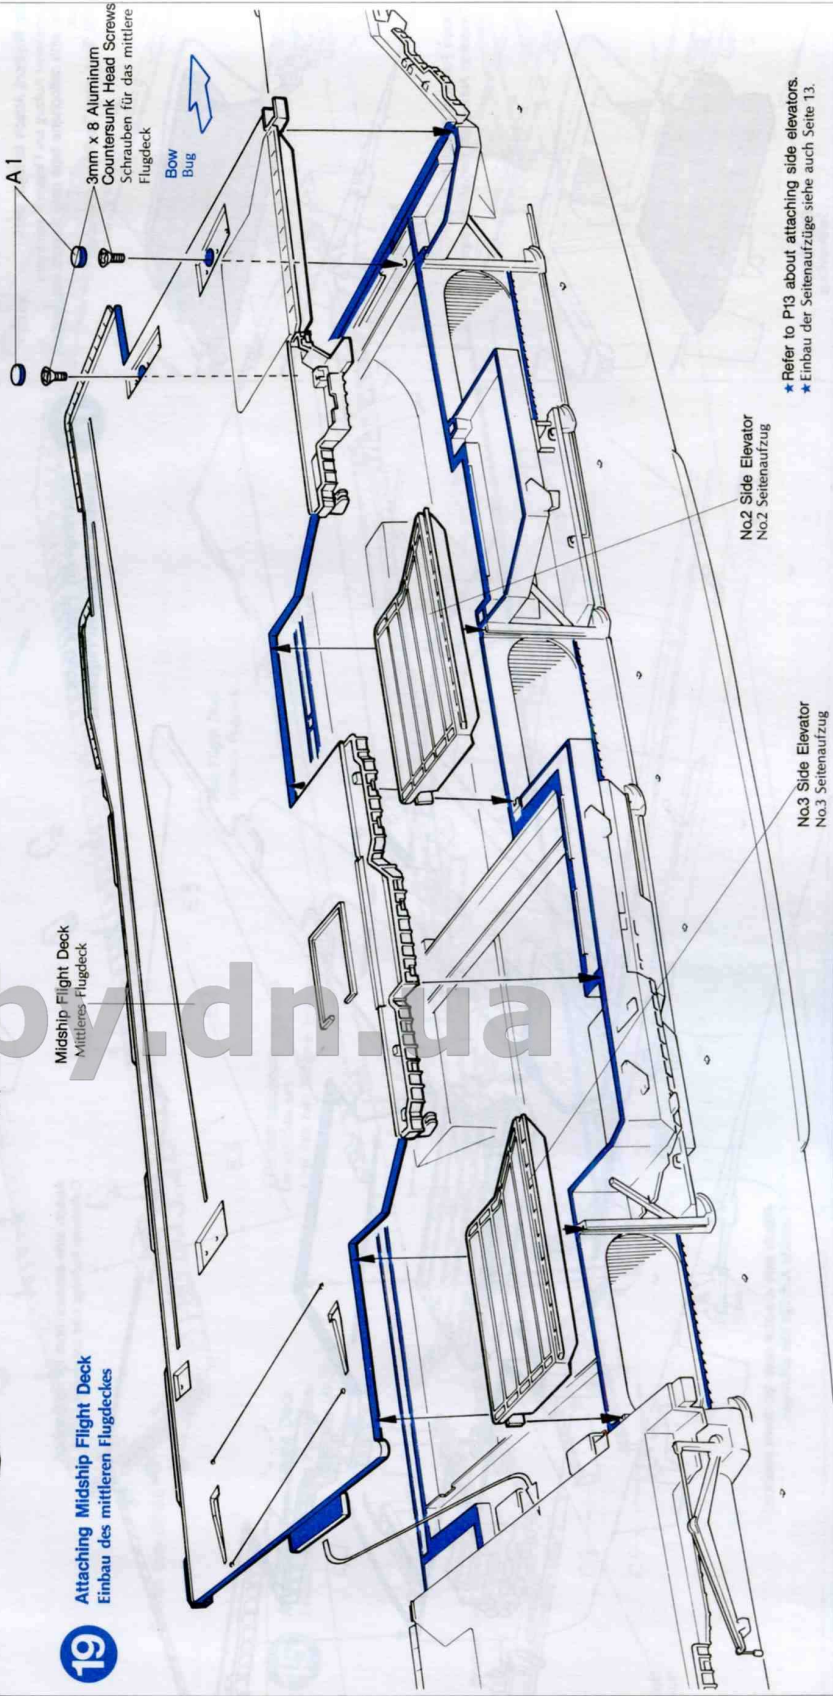 19
Attaching Midship Flight Deck
Einbau des mittleren Flugdeckes
Midship Flight Deck
Mittleres Flugdeck
A1
3mm x 8 Aluminum
Countersunk Head Screws
Schrauben für das mittlere
Flugdeck
Bow
Bug
No.2 Side Elevator
No.2 Seitenaufzug
No.3 Side Elevator
No.3 Seitenaufzug
★Refer to P13 about attaching side elevators.
★Einbau der Seitenaufzüge siehe auch Seite 13.
by.dn.ua